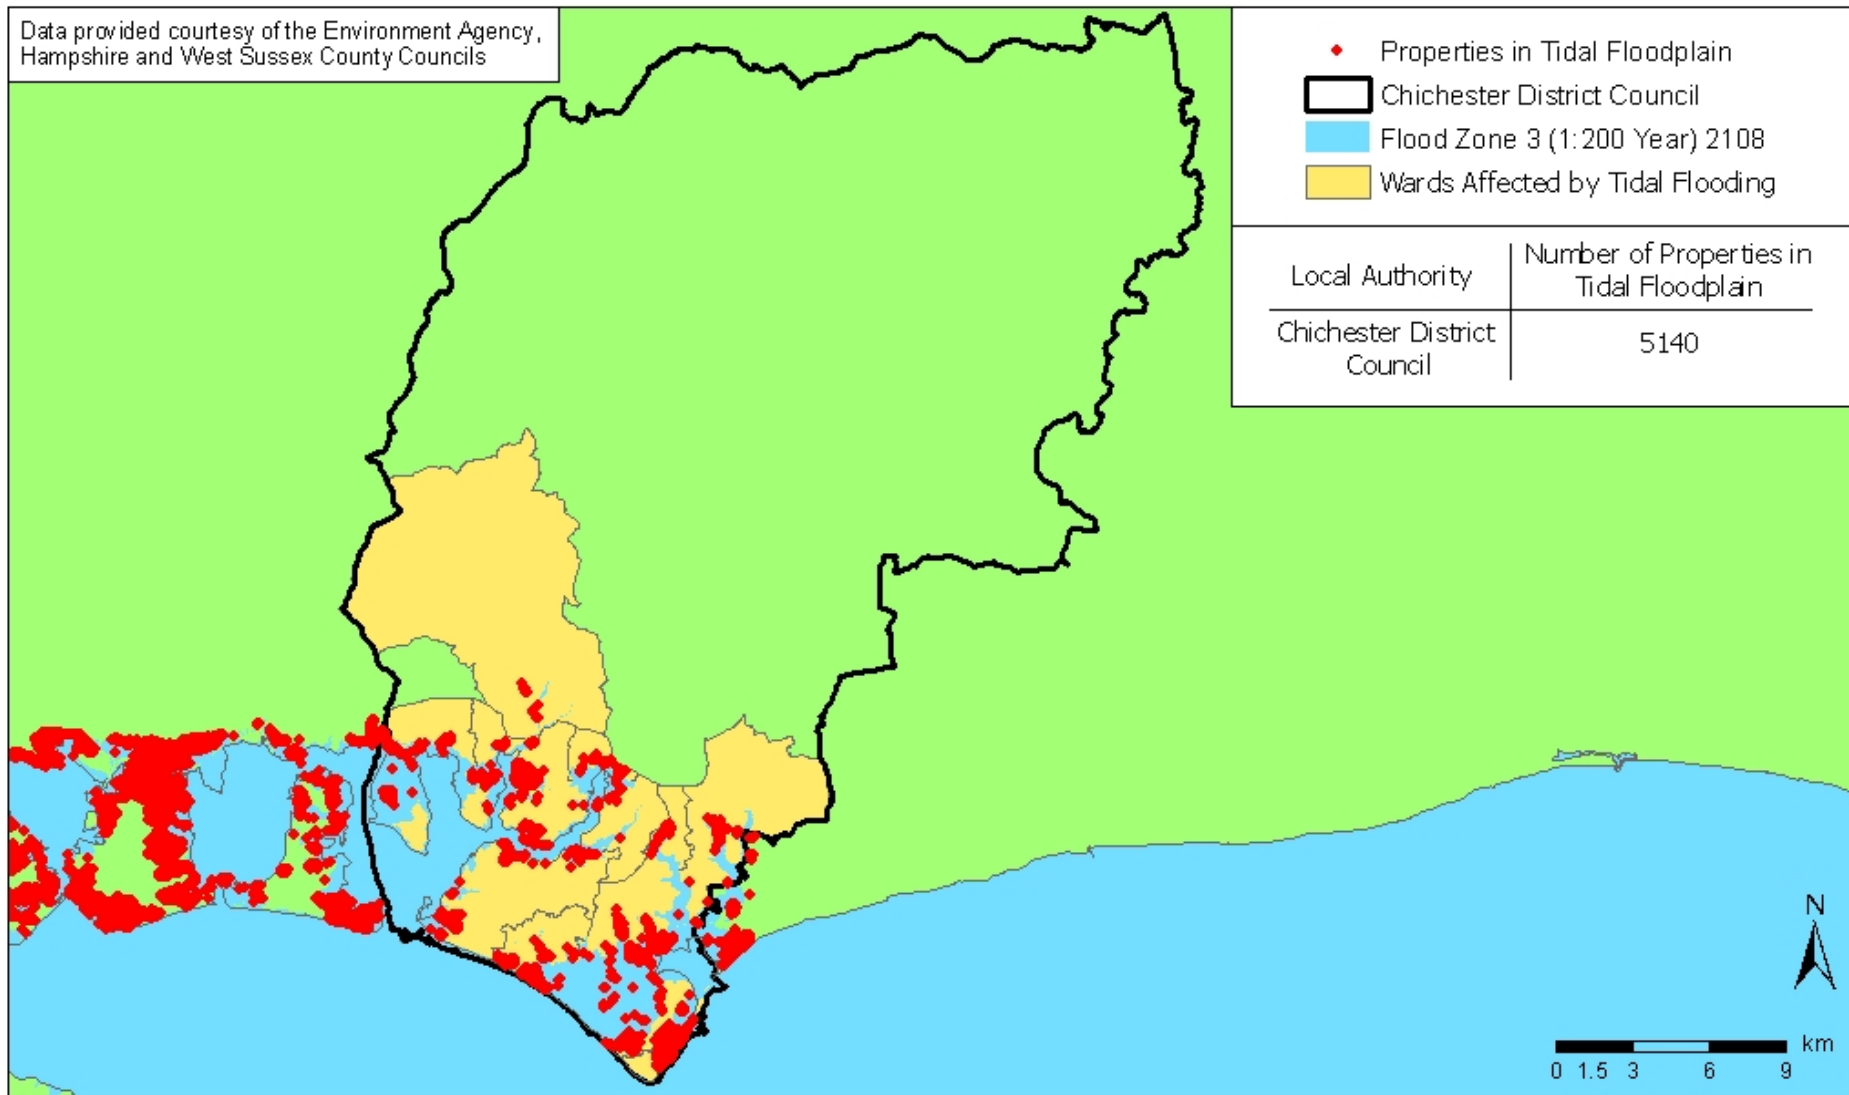 Data provided courtesy of the Environment Agency,
Hampshire and West Sussex County Councils
Properties in Tidal Floodplain
Chichester District Council
Flood Zone 3 (1:200 Year) 2108
Wards Affected by Tidal Flooding
Local Authority
Number of Properties in
Tidal Floodplain
Chichester District
Council
5140
N
km
0 1.5 3 6 9